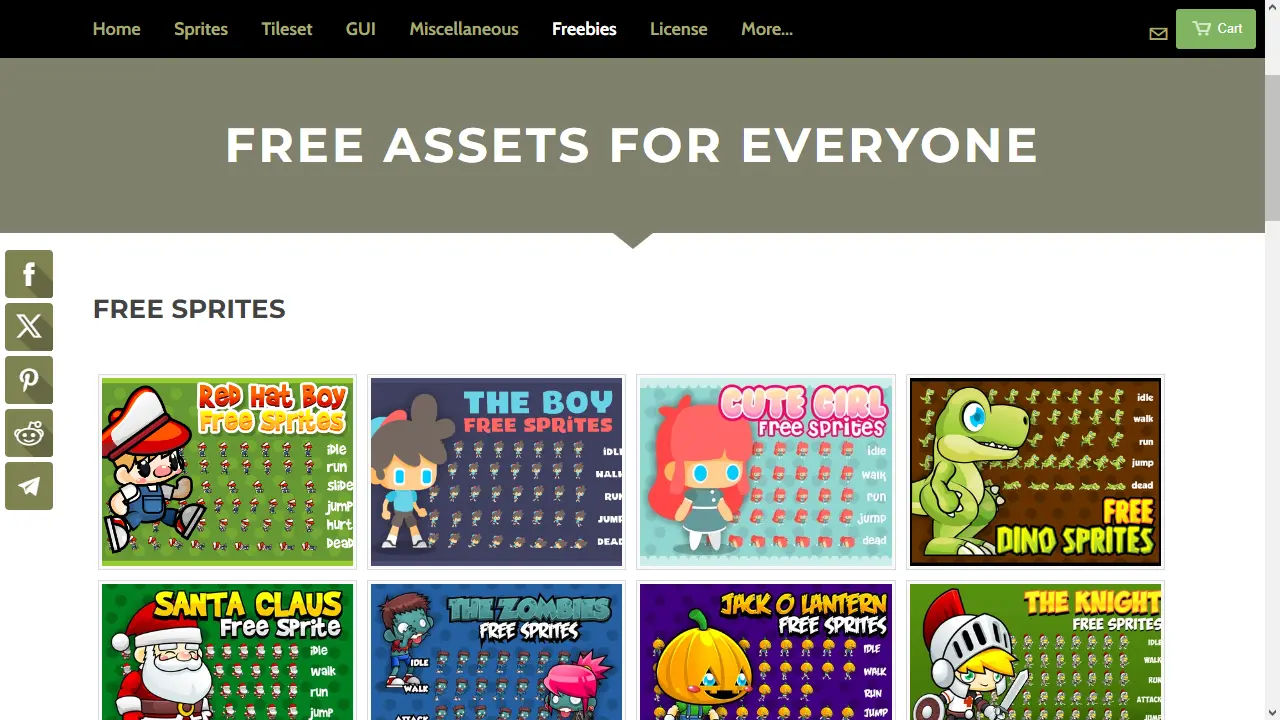 Home Sprites Tileset GUI Miscellaneous Freebies License More...
Cart
FREE ASSETS FOR EVERYONE
FREE SPRITES
Red Hat Boy
Free Sprites
idle
run
slide
jump
hurt
Dead
THE BOY
FREE SPRITES
IDLE
WALK
RUN
JUMP
DEAD
CUTE GIRL
Free Sprites
idle
walk
run
jump
dead
idle
walk
run
jump
dead
FREE
DINO SPRITES
SANTA CLAUS
Free Sprite
idle
walk
run
jump
THE ZOMBIES
FREE SPRITES
IDLE
WALK
ATTACK
JACK O LANTERN
FREE SPRITES
IDLE
WALK
RUN
JUMP
THE KNIGHT
FREE SPRITES
IDLE
WALK
RUN
ATTACK
JUMP